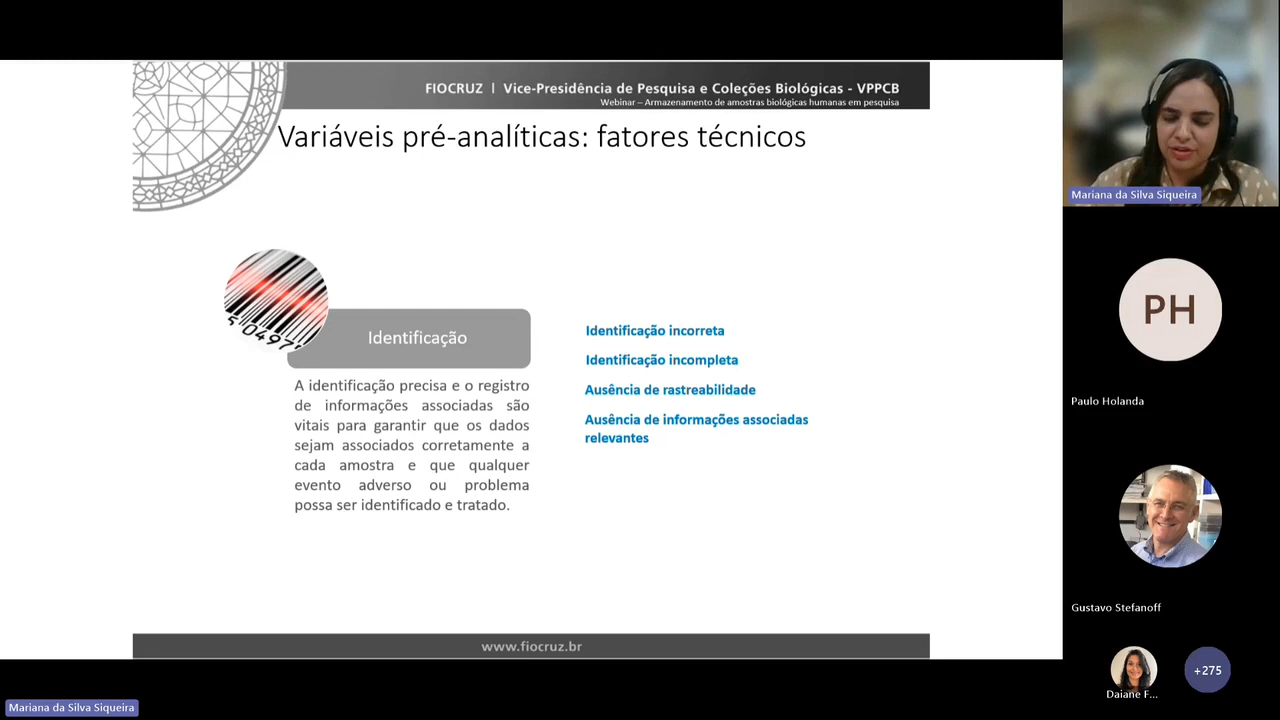 FIOCRUZ | Vice-Presidência de Pesquisa e Coleções Biológicas - VPPCB
Webinar – Armazenamento de amostras biológicas humanas em pesquisa
Variáveis pré-analíticas: fatores técnicos
5 0497
Identificação
A identificação precisa e o registro
de informações associadas são
vitais para garantir que os dados
sejam associados corretamente a
cada amostra e que qualquer
evento adverso ou problema
possa ser identificado e tratado.
Identificação incorreta
Identificação incompleta
Ausência de rastreabilidade
Ausência de informações associadas
relevantes
www.fiocruz.br
Mariana da Silva Siqueira
PH
Paulo Holanda
Gustavo Stefanoff
Daiane F...
+275
Mariana da Silva Siqueira